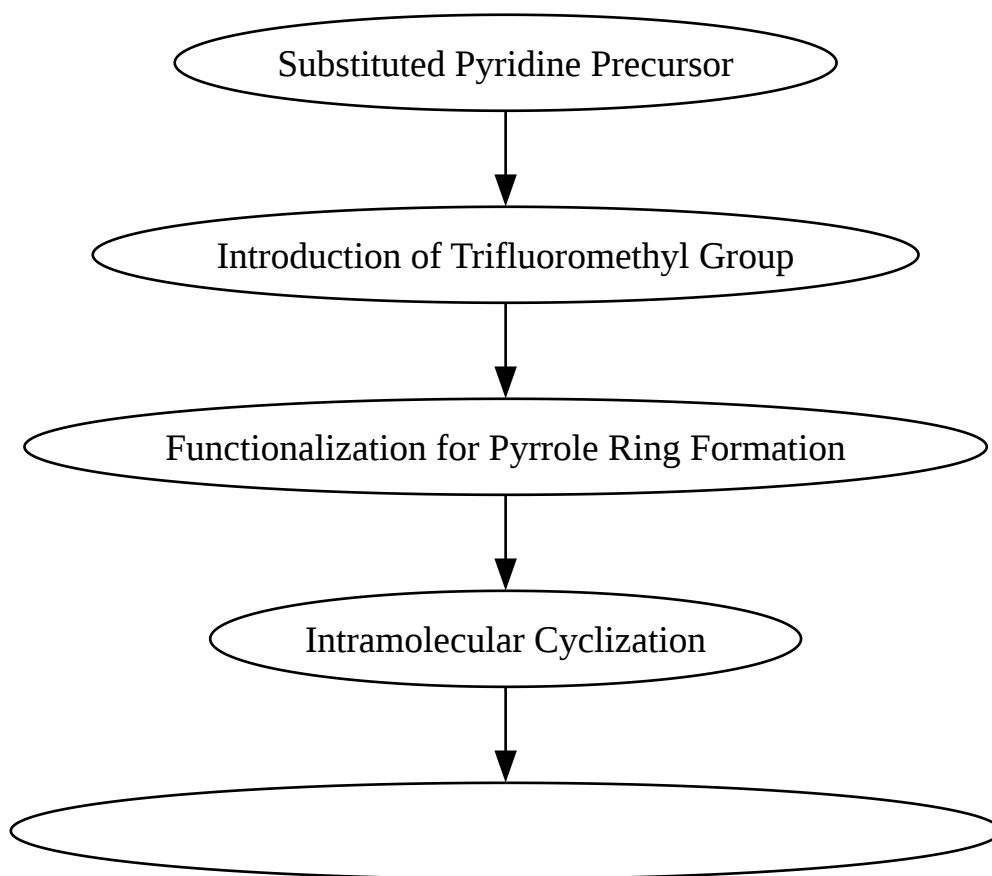 Substituted Pyridine Precursor
Introduction of Trifluoromethyl Group
Functionalization for Pyrrole Ring Formation
Intramolecular Cyclization